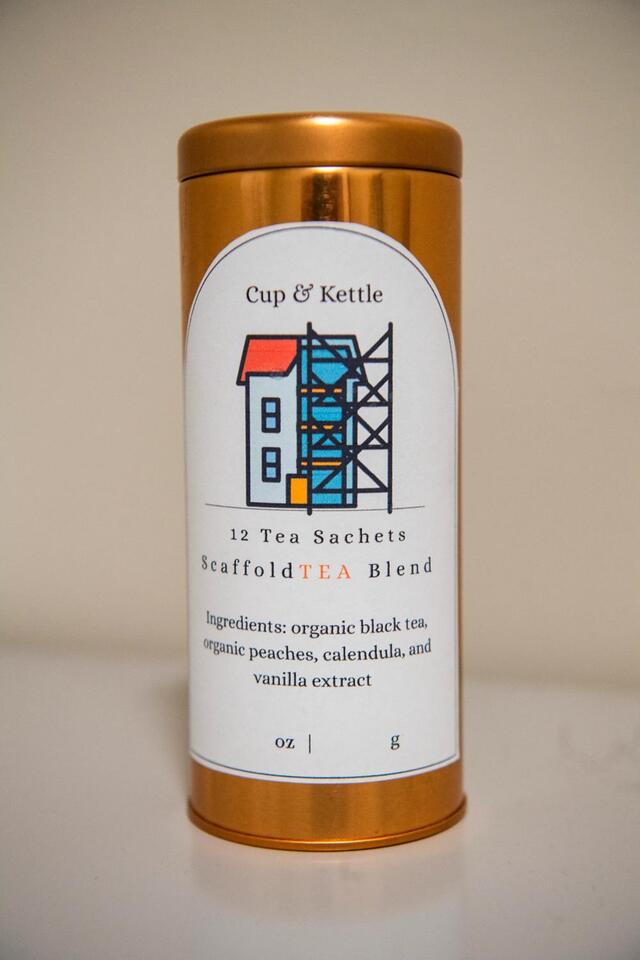 Cup & Kettle
12 Tea Sachets
ScaffoldTEA Blend
Ingredients: organic black tea,
organic peaches, calendula, and
vanilla extract
oz | g